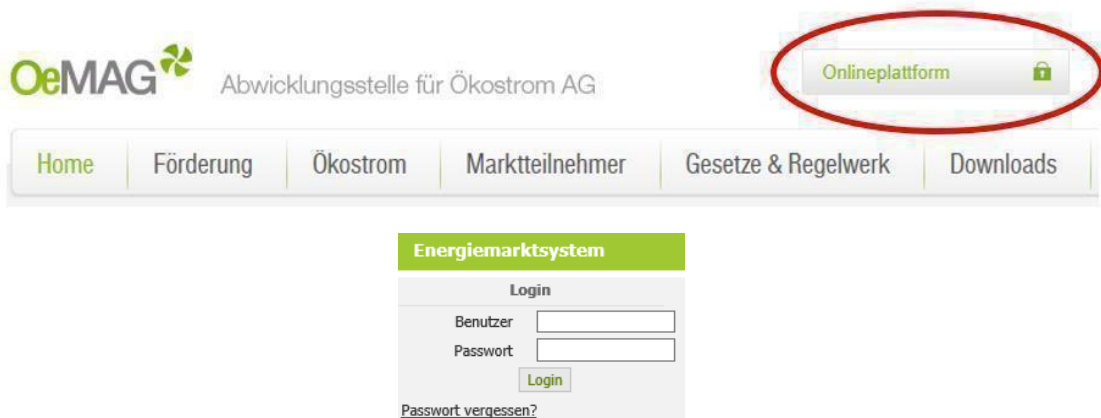 OeMAG Abwicklungsstelle für Ökostrom AG Onlineplattform
Home Förderung Ökostrom Marktteilnehmer Gesetze & Regelwerk Downloads
Energiemarktsystem
Login
Benutzer
Passwort
Login
Passwort vergessen?